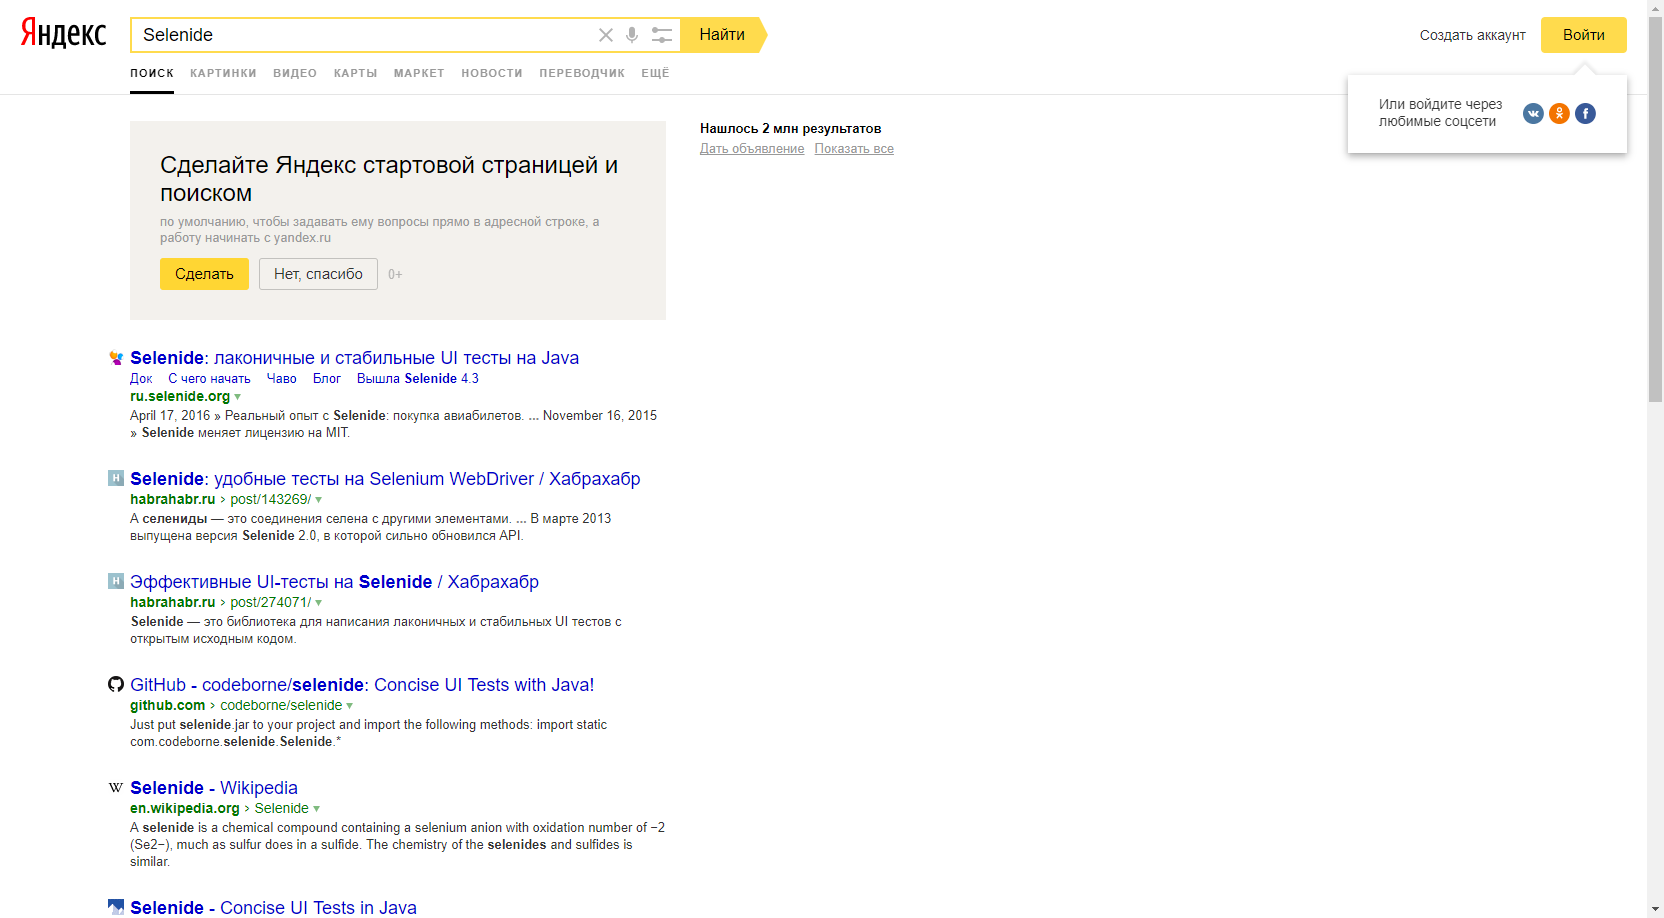 Яндекс
Selenide
Найти
Создать аккаунт
Войти
ПОИСК КАРТИНКИ ВИДЕО КАРТЫ МАРКЕТ НОВОСТИ ПЕРЕВОДЧИК ЕЩЁ
Или войдите через
любимые соцсети
Нашлось 2 млн результатов
Дать объявление Показать все
Сделайте Яндекс стартовой страницей и
поиском
по умолчанию, чтобы задавать ему вопросы прямо в адресной строке, а
работу начинать с yandex.ru
Сделать Нет, спасибо 0+
Selenide: лаконичные и стабильные UI тесты на Java
Док С чего начать Чаво Блог Вышла Selenide 4.3
ru.selenide.org
April 17, 2016 » Реальный опыт с Selenide: покупка авиабилетов. ... November 16, 2015
» Selenide меняет лицензию на MIT.
Selenide: удобные тесты на Selenium WebDriver / Хабрахабр
habrahabr.ru › post/143269/
А селениды — это соединения селена с другими элементами. ... В марте 2013
выпущена версия Selenide 2.0, в которой сильно обновился API.
Эффективные UI-тесты на Selenide / Хабрахабр
habrahabr.ru › post/274071/
Selenide — это библиотека для написания лаконичных и стабильных UI тестов с
открытым исходным кодом.
GitHub - codeborne/selenide: Concise UI Tests with Java!
github.com › codeborne/selenide
Just put selenide.jar to your project and import the following methods: import static
com.codeborne.selenide.Selenide.*
Selenide - Wikipedia
en.wikipedia.org › Selenide
A selenide is a chemical compound containing a selenium anion with oxidation number of −2
(Se2−), much as sulfur does in a sulfide. The chemistry of the selenides and sulfides is
similar.
Selenide - Concise UI Tests in Java